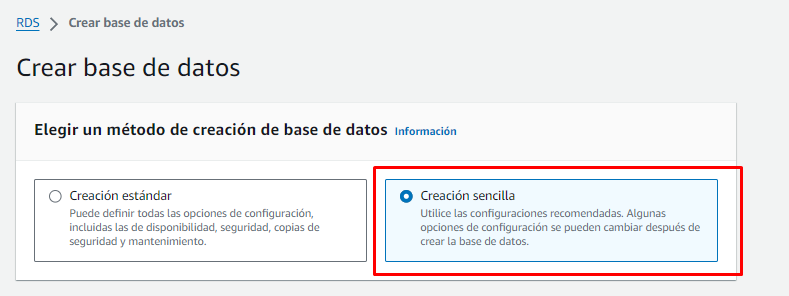 RDS > Crear base de datos
Crear base de datos
Elegir un método de creación de base de datos Información
Creación estándar
Puede definir todas las opciones de configuración,
incluidas las de disponibilidad, seguridad, copias de
seguridad y mantenimiento.
Creación sencilla
Utilice las configuraciones recomendadas. Algunas
opciones de configuración se pueden cambiar después de
crear la base de datos.